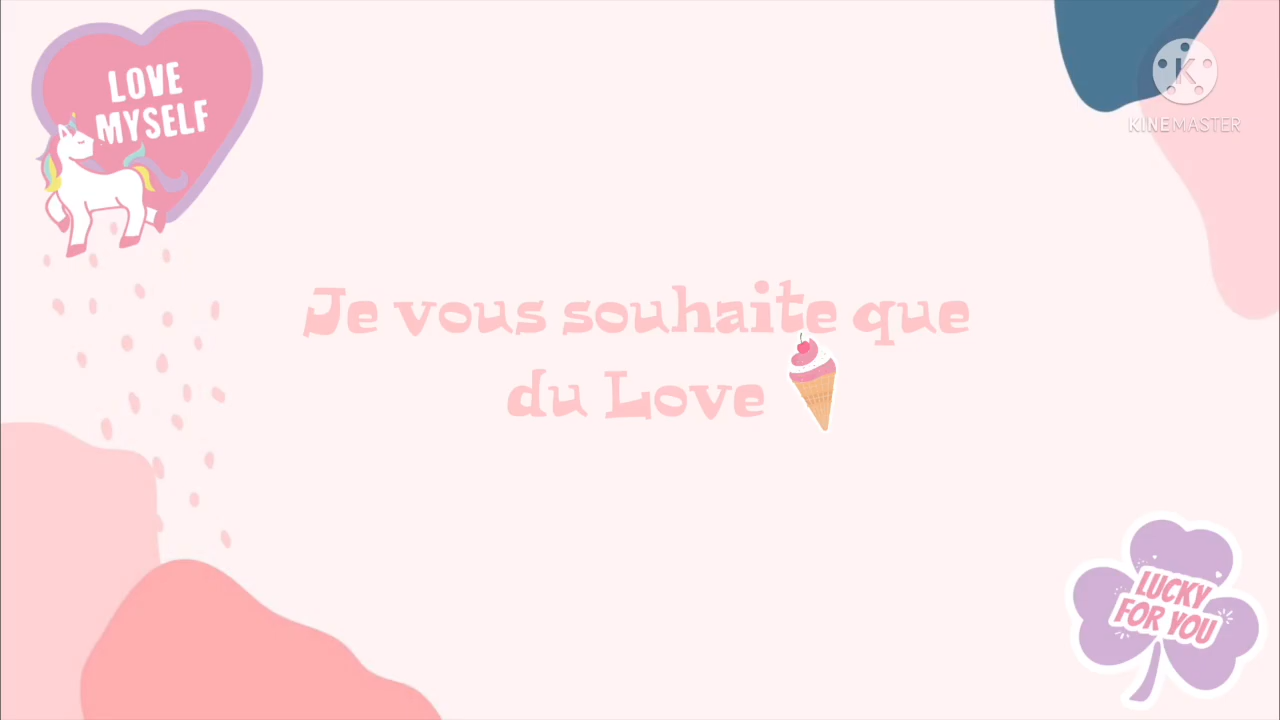 LOVE
MYSELF
KINEMASTER
Je vous souhaite que
du Love
LUCKY
FOR YOU